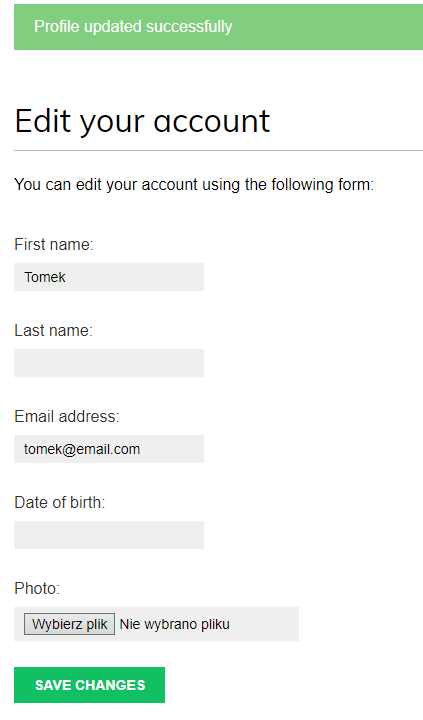 Profile updated successfully
Edit your account
You can edit your account using the following form:
First name:
Tomek
Last name:
Email address:
tomek@email.com
Date of birth:
Photo:
Wybierz plik Nie wybrano pliku
SAVE CHANGES